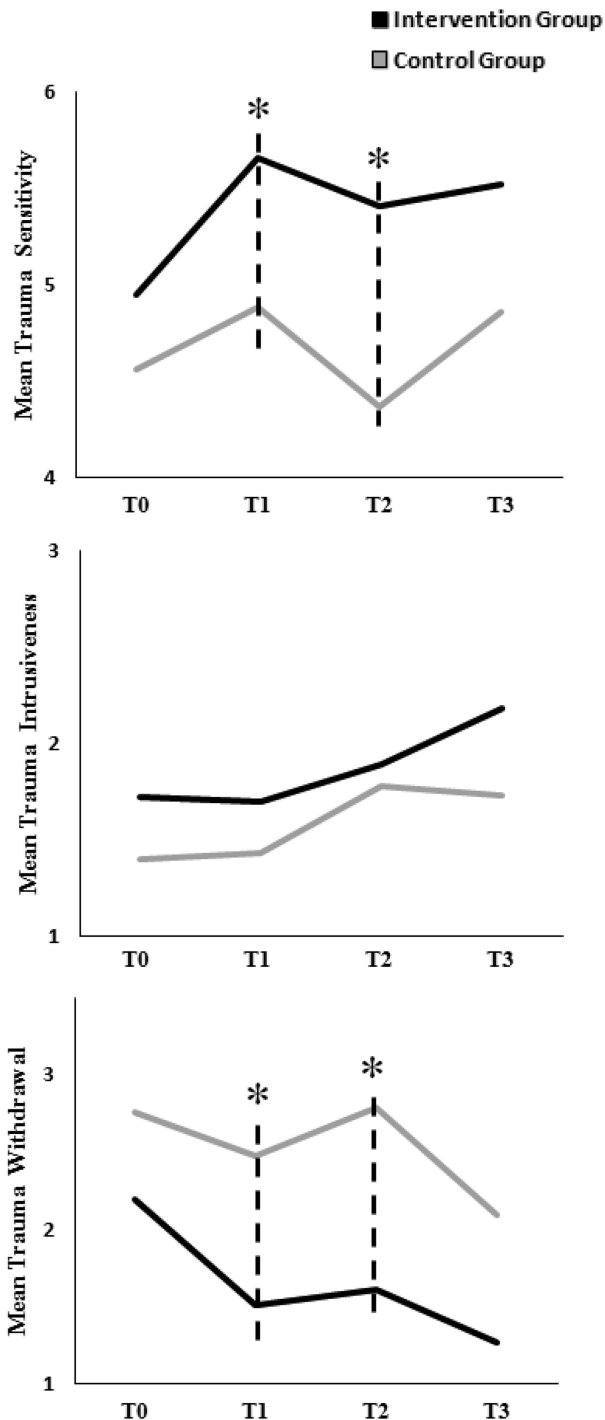 Intervention Group
Control Group
6
*
*
5
4
Mean Trauma Sensitivity
T0 T1 T2 T3
3
2
1
Mean Trauma Intrusiveness
T0 T1 T2 T3
3
*
*
2
1
Mean Trauma Withdrawal
T0 T1 T2 T3